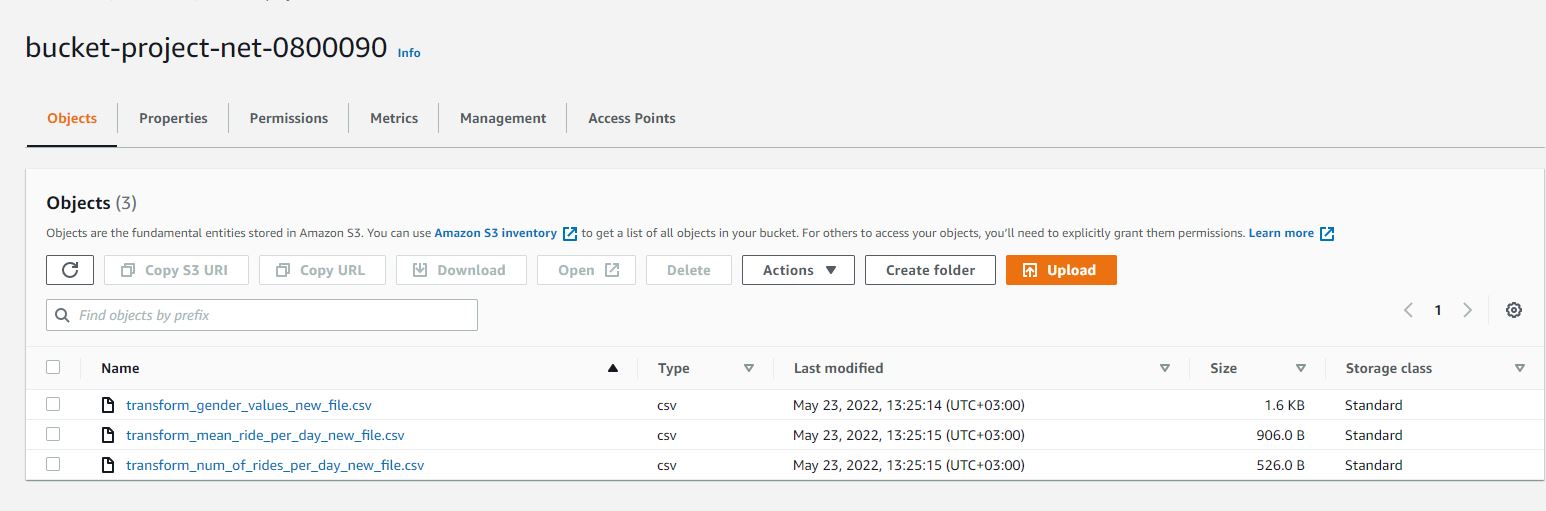 bucket-project-net-0800090 Info
Objects Properties Permissions Metrics Management Access Points
Objects (3)
Objects are the fundamental entities stored in Amazon S3. You can use Amazon S3 inventory to get a list of all objects in your bucket. For others to access your objects, you'll need to explicitly grant them permissions. Learn more
Copy S3 URI Copy URL Download Open Delete Actions Create folder Upload
Find objects by prefix 1
Name Type Last modified Size Storage class
transform_gender_values_new_file.csv csv May 23, 2022, 13:25:14 (UTC+03:00) 1.6 KB Standard
transform_mean_ride_per_day_new_file.csv csv May 23, 2022, 13:25:15 (UTC+03:00) 906.0 B Standard
transform_num_of_rides_per_day_new_file.csv csv May 23, 2022, 13:25:15 (UTC+03:00) 526.0 B Standard